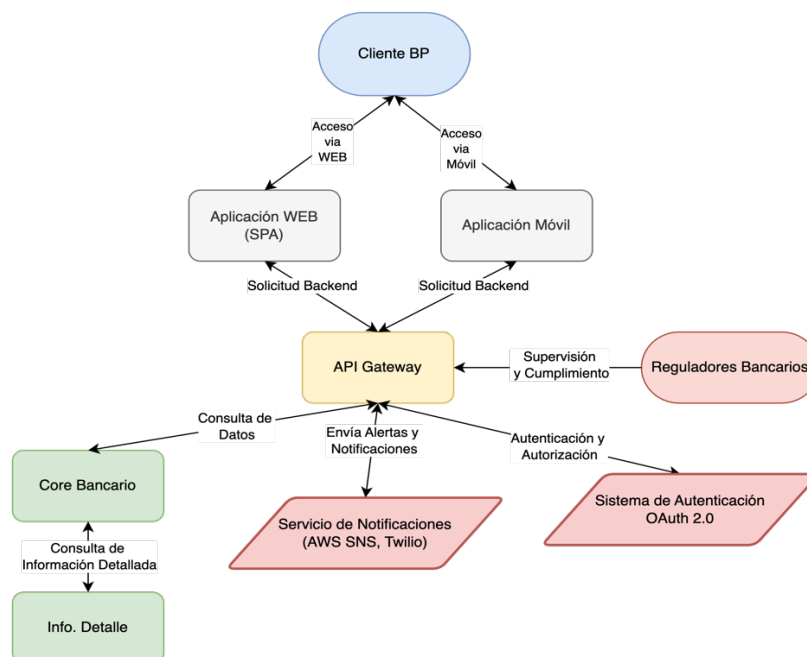 Cliente BP
Acceso
via
WEB
Acceso
via
Móvil
Aplicación WEB
(SPA)
Aplicación Móvil
Solicitud Backend
Solicitud Backend
API Gateway
Supervisión
y Cumplimiento
Reguladores Bancarios
Consulta de
Datos
Envía Alertas y
Notificaciones
Autenticación y
Autorización
Core Bancario
Servicio de Notificaciones
(AWS SNS, Twilio)
Sistema de Autenticación
OAuth 2.0
Consulta de
Información Detallada
Info. Detalle